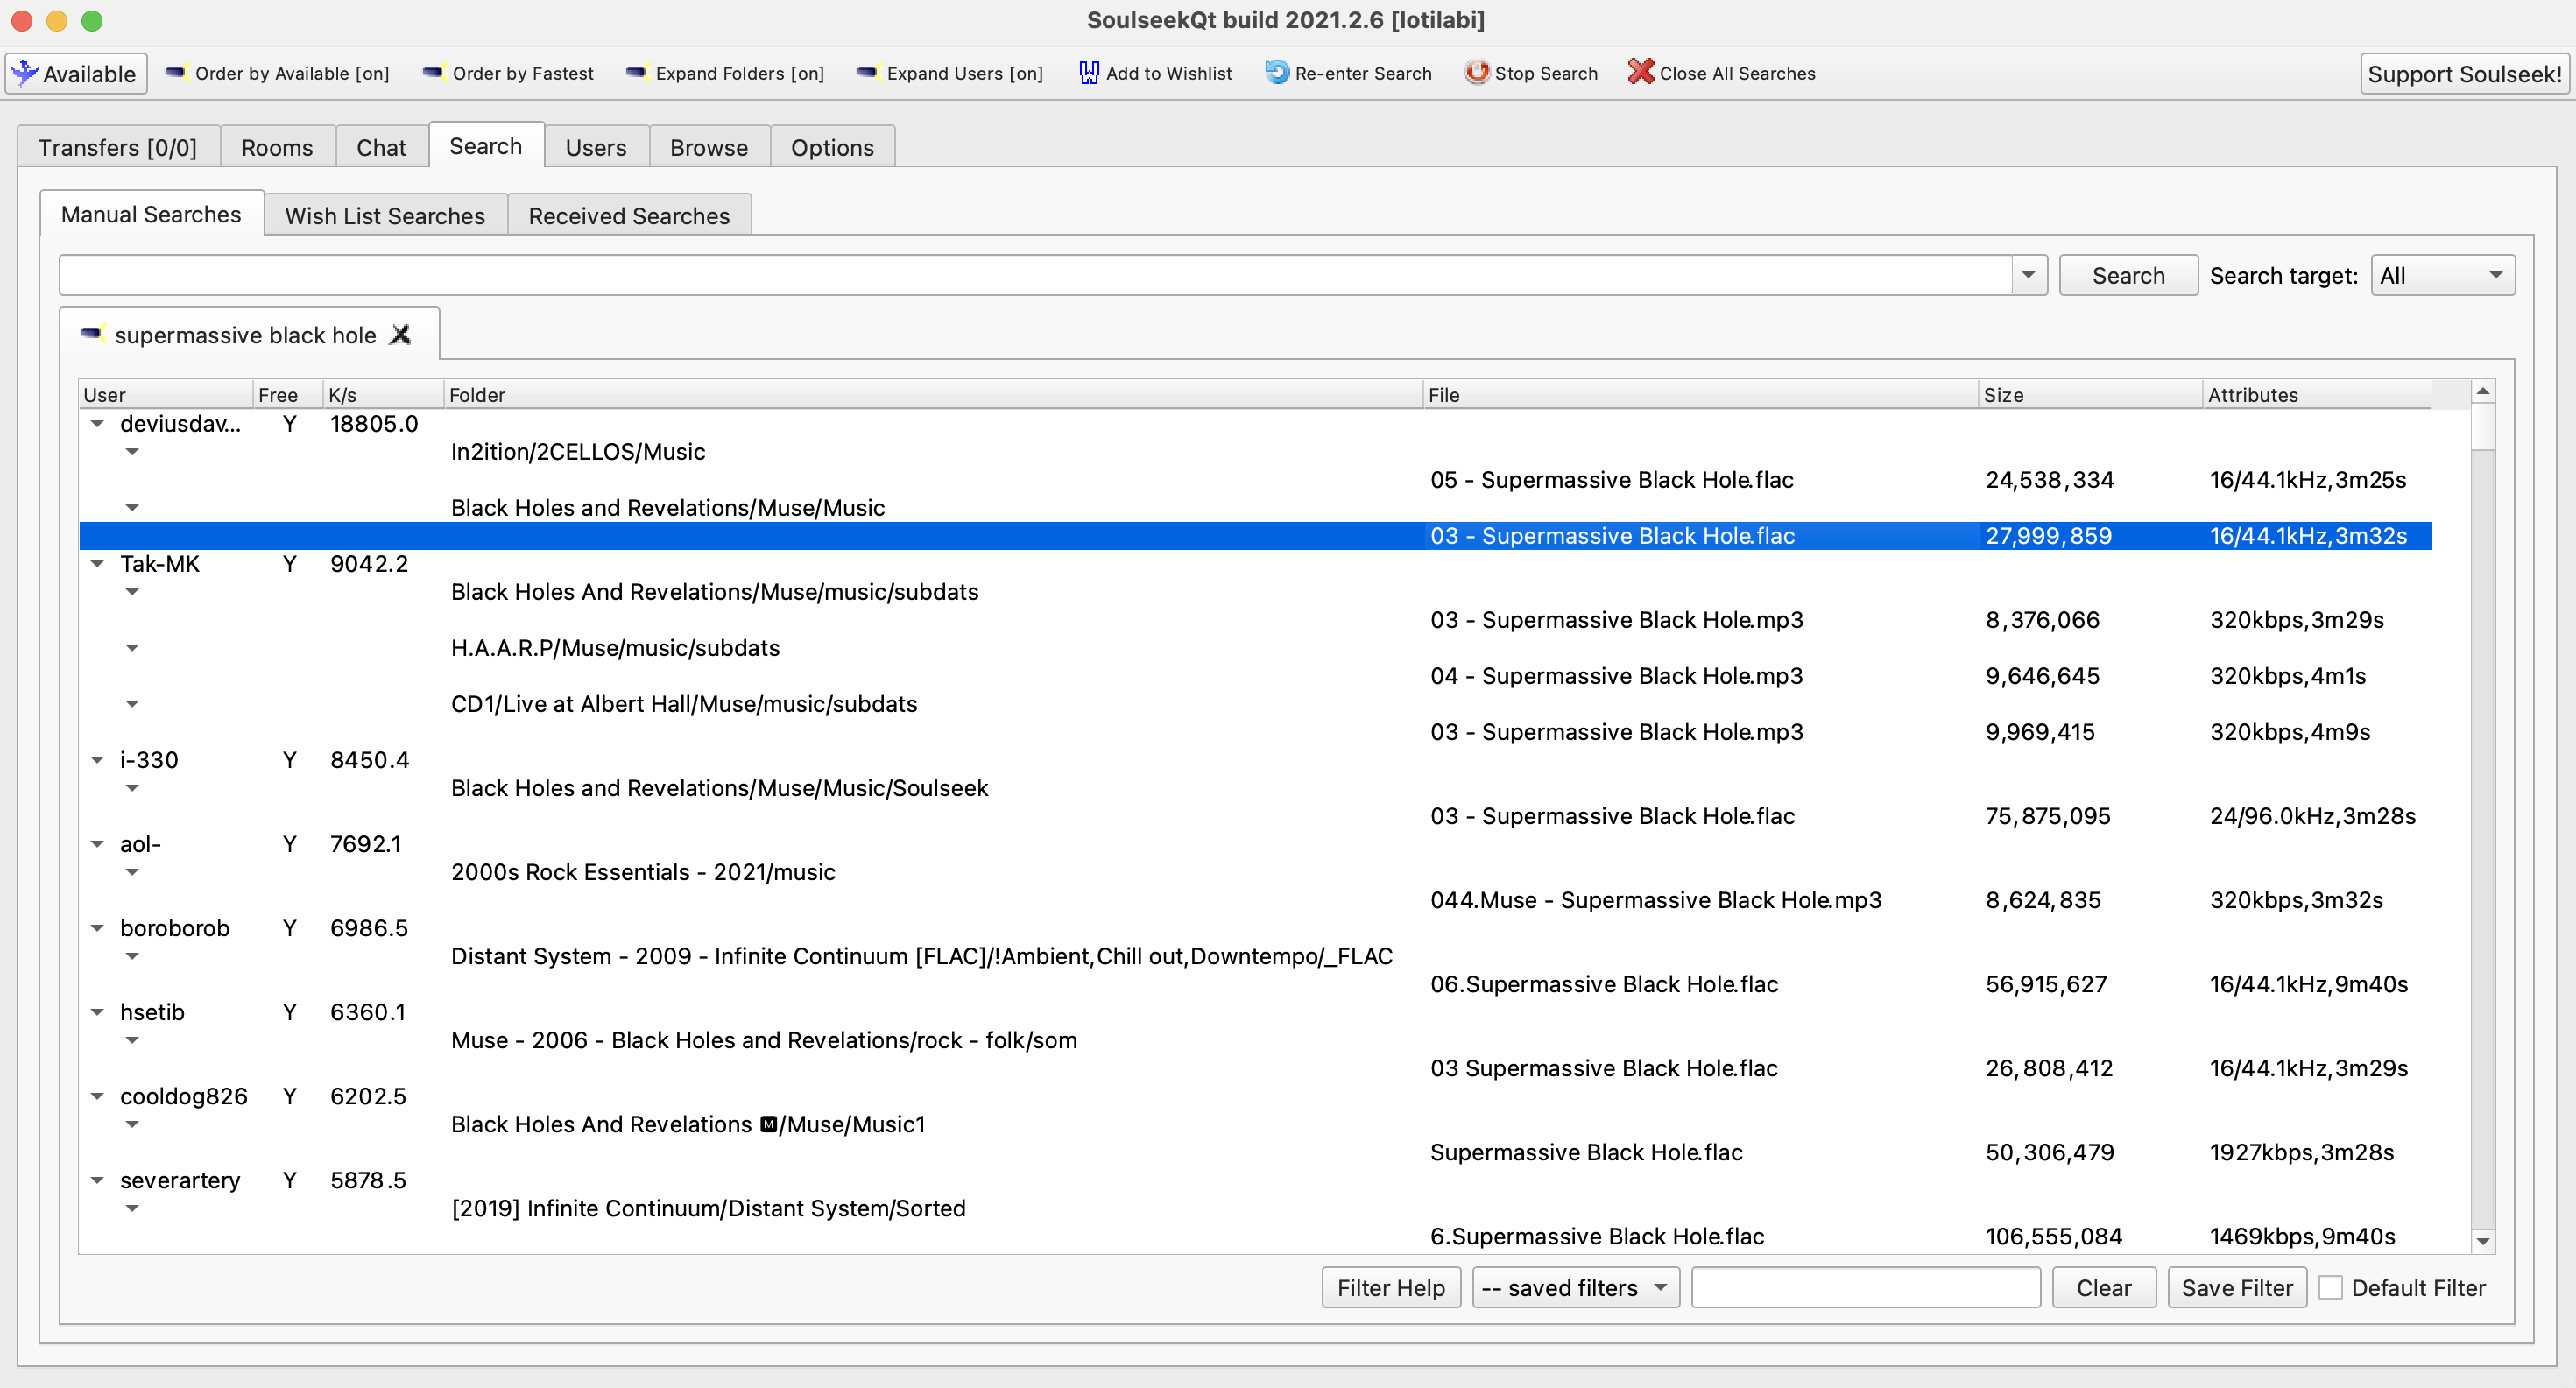 SoulseekQt build 2021.2.6 [lotilabi]
Available Order by Available [on] Order by Fastest Expand Folders [on] Expand Users [on] Add to Wishlist Re-enter Search Stop Search Close All Searches Support Soulseek!
Transfers [0/0] Rooms Chat Search Users Browse Options
Manual Searches Wish List Searches Received Searches
Search Search target: All
supermassive black hole
User Free K/s Folder File Size Attributes
deviusdav... Y 18805.0
In2ition/2CELLOS/Music
05 - Supermassive Black Hole.flac 24,538,334 16/44.1kHz,3m25s
Black Holes and Revelations/Muse/Music
03 - Supermassive Black Hole.flac 27,999,859 16/44.1kHz,3m32s
Tak-MK Y 9042.2
Black Holes And Revelations/Muse/music/subdats
03 - Supermassive Black Hole.mp3 8,376,066 320kbps,3m29s
H.A.A.R.P/Muse/music/subdats
04 - Supermassive Black Hole.mp3 9,646,645 320kbps,4m1s
CD1/Live at Albert Hall/Muse/music/subdats
03 - Supermassive Black Hole.mp3 9,969,415 320kbps,4m9s
i-330 Y 8450.4
Black Holes and Revelations/Muse/Music/Soulseek
03 - Supermassive Black Hole.flac 75,875,095 24/96.0kHz,3m28s
aol- Y 7692.1
2000s Rock Essentials - 2021/music
044.Muse - Supermassive Black Hole.mp3 8,624,835 320kbps,3m32s
boroborob Y 6986.5
Distant System - 2009 - Infinite Continuum [FLAC]/!Ambient,Chill out,Downtempo/_FLAC
06.Supermassive Black Hole.flac 56,915,627 16/44.1kHz,9m40s
hsetib Y 6360.1
Muse - 2006 - Black Holes and Revelations/rock - folk/som
03 Supermassive Black Hole.flac 26,808,412 16/44.1kHz,3m29s
cooldog826 Y 6202.5
Black Holes And Revelations 🅼/Muse/Music1
Supermassive Black Hole.flac 50,306,479 1927kbps,3m28s
severartery Y 5878.5
[2019] Infinite Continuum/Distant System/Sorted
6.Supermassive Black Hole.flac 106,555,084 1469kbps,9m40s
Filter Help -- saved filters Clear Save Filter Default Filter